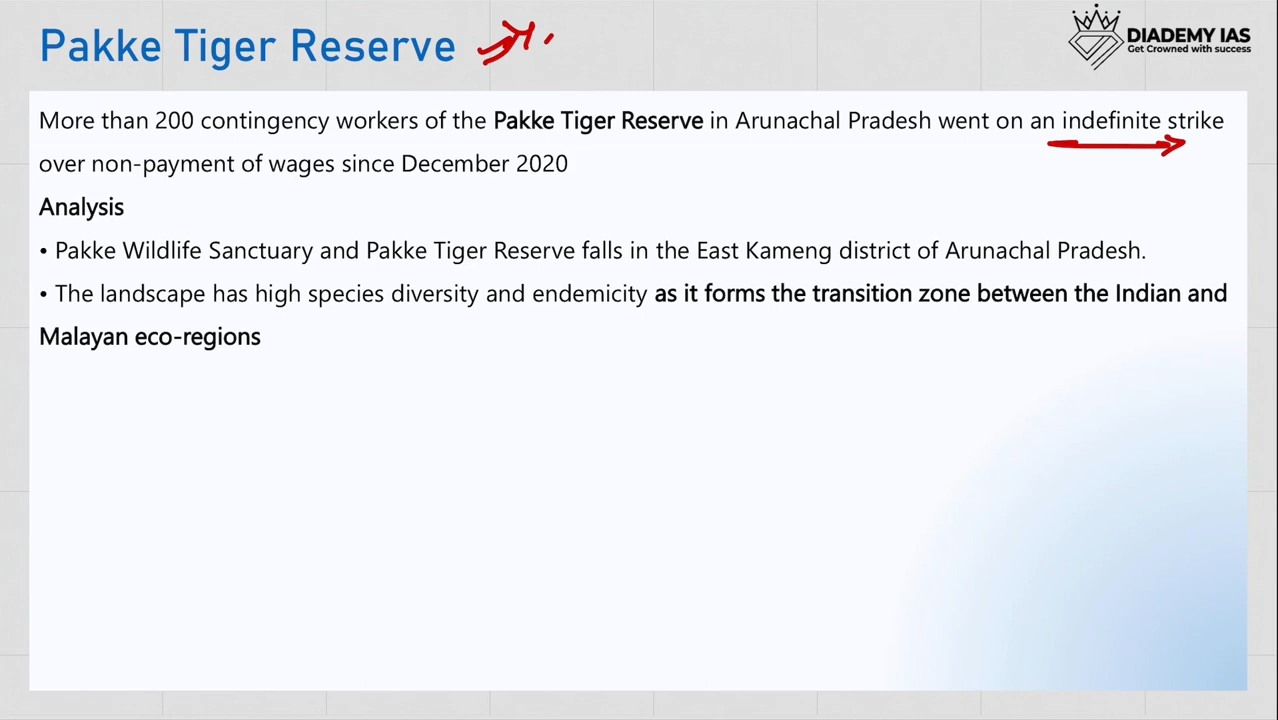 Pakke Tiger Reserve
DIADEMY IAS
Get Crowned with success
More than 200 contingency workers of the Pakke Tiger Reserve in Arunachal Pradesh went on an indefinite strike
over non-payment of wages since December 2020
Analysis
• Pakke Wildlife Sanctuary and Pakke Tiger Reserve falls in the East Kameng district of Arunachal Pradesh.
• The landscape has high species diversity and endemicity as it forms the transition zone between the Indian and
Malayan eco-regions